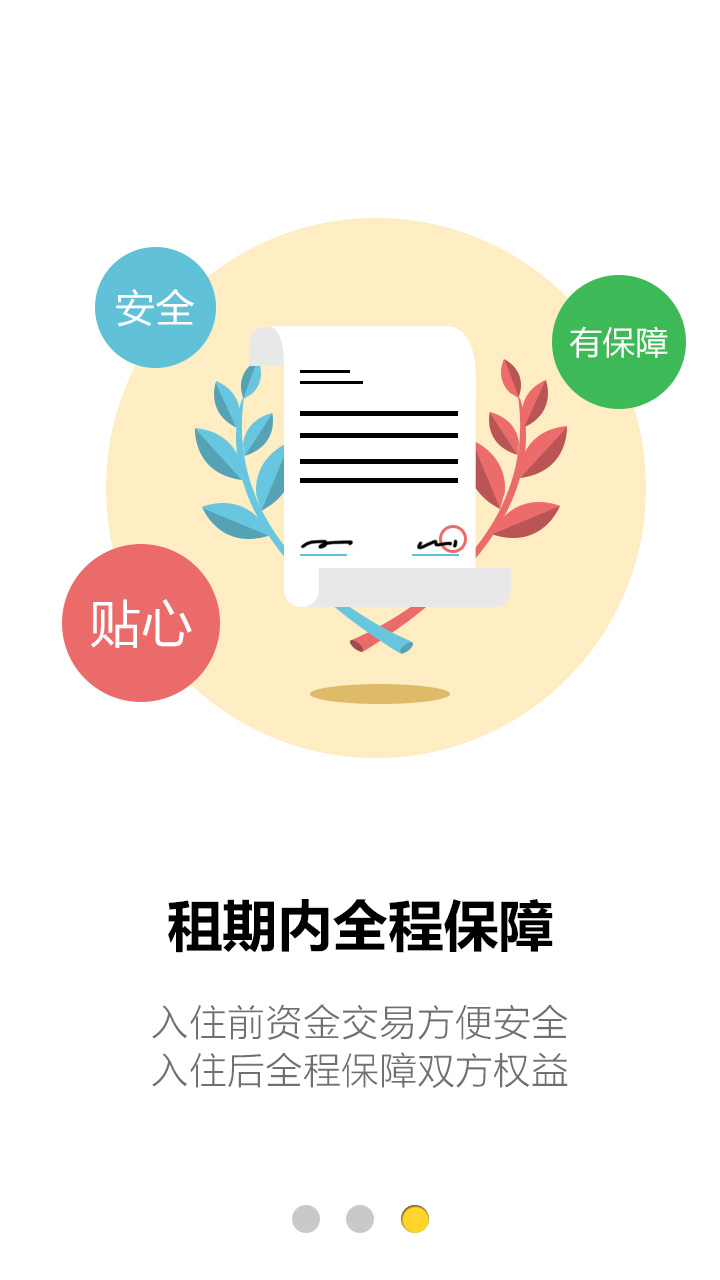 安全
有保障
贴心
租期内全程保障
入住前资金交易方便安全
入住后全程保障双方权益